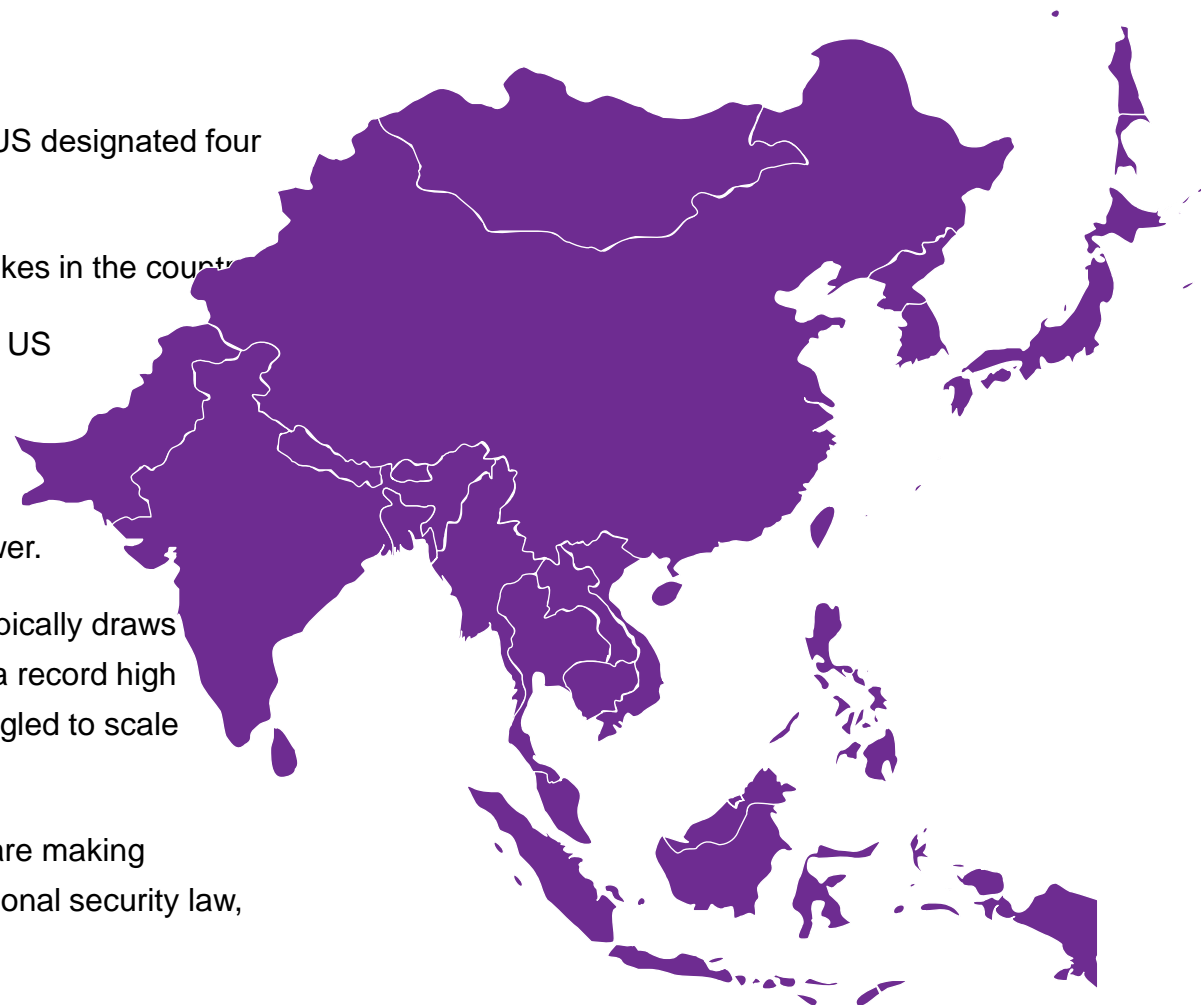 US designated four
kes in the countr
US
ver.
pically draws
a record high
gled to scale
are making
onal security law,